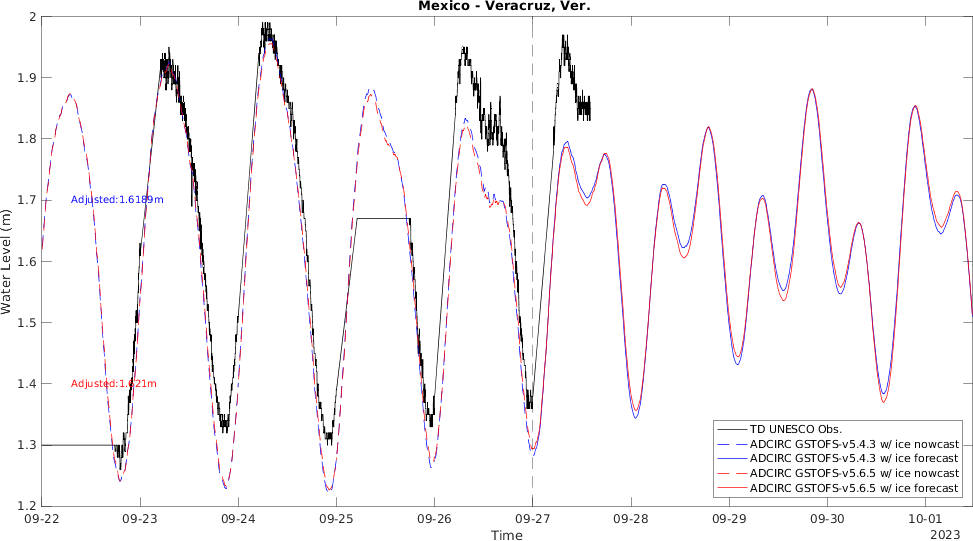 Mexico - Veracruz, Ver.
2
1.9
1.8
1.7
1.6
1.5
1.4
1.3
1.2
Water Level (m)
Adjusted:1.6189m
Adjusted:1.621m
TD UNESCO Obs.
ADCIRC GSTOFS-v5.4.3 w/ ice nowcast
ADCIRC GSTOFS-v5.4.3 w/ ice forecast
ADCIRC GSTOFS-v5.6.5 w/ ice nowcast
ADCIRC GSTOFS-v5.6.5 w/ ice forecast
09-22 09-23 09-24 09-25 09-26 09-27 09-28 09-29 09-30 10-01
Time
2023